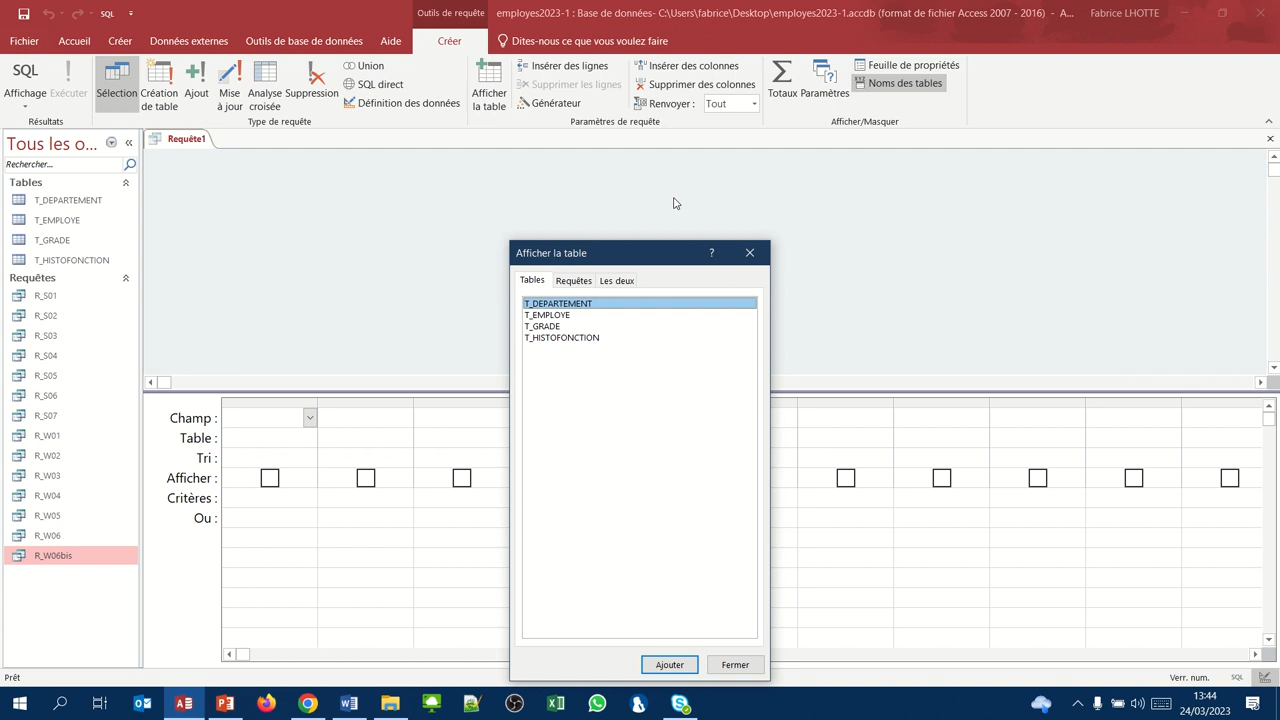 SQL
Outils de requête
employes2023-1 : Base de données- C:\Users\fabrice\Desktop\employes2023-1.accdb (format de fichier Access 2007 - 2016) - A...
Fabrice LHOTTE
Fichier
Accueil
Créer
Données externes
Outils de base de données
Aide
Créer
Dites-nous ce que vous voulez faire
SQL
Affichage
Exécuter
Résultats
Sélection
Création de table
Ajout
Mise à jour
Analyse croisée
Suppression
Union
SQL direct
Définition des données
Type de requête
Afficher la table
Insérer des lignes
Supprimer les lignes
Générateur
Insérer des colonnes
Supprimer des colonnes
Renvoyer : Tout
Paramètres de requête
Totaux
Paramètres
Feuille de propriétés
Noms des tables
Afficher/Masquer
Tous les o...
Rechercher...
Tables
T_DEPARTEMENT
T_EMPLOYE
T_GRADE
T_HISTOFONCTION
Requêtes
R_S01
R_S02
R_S03
R_S04
R_S05
R_S06
R_S07
R_W01
R_W02
R_W03
R_W04
R_W05
R_W06
R_W06bis
Requête1
Afficher la table
?
Tables
Requêtes
Les deux
T_DEPARTEMENT
T_EMPLOYE
T_GRADE
T_HISTOFONCTION
Ajouter
Fermer
Champ :
Table :
Tri :
Afficher :
Critères :
Ou :
Prêt
Verr. num.
SQL
13:44
24/03/2023